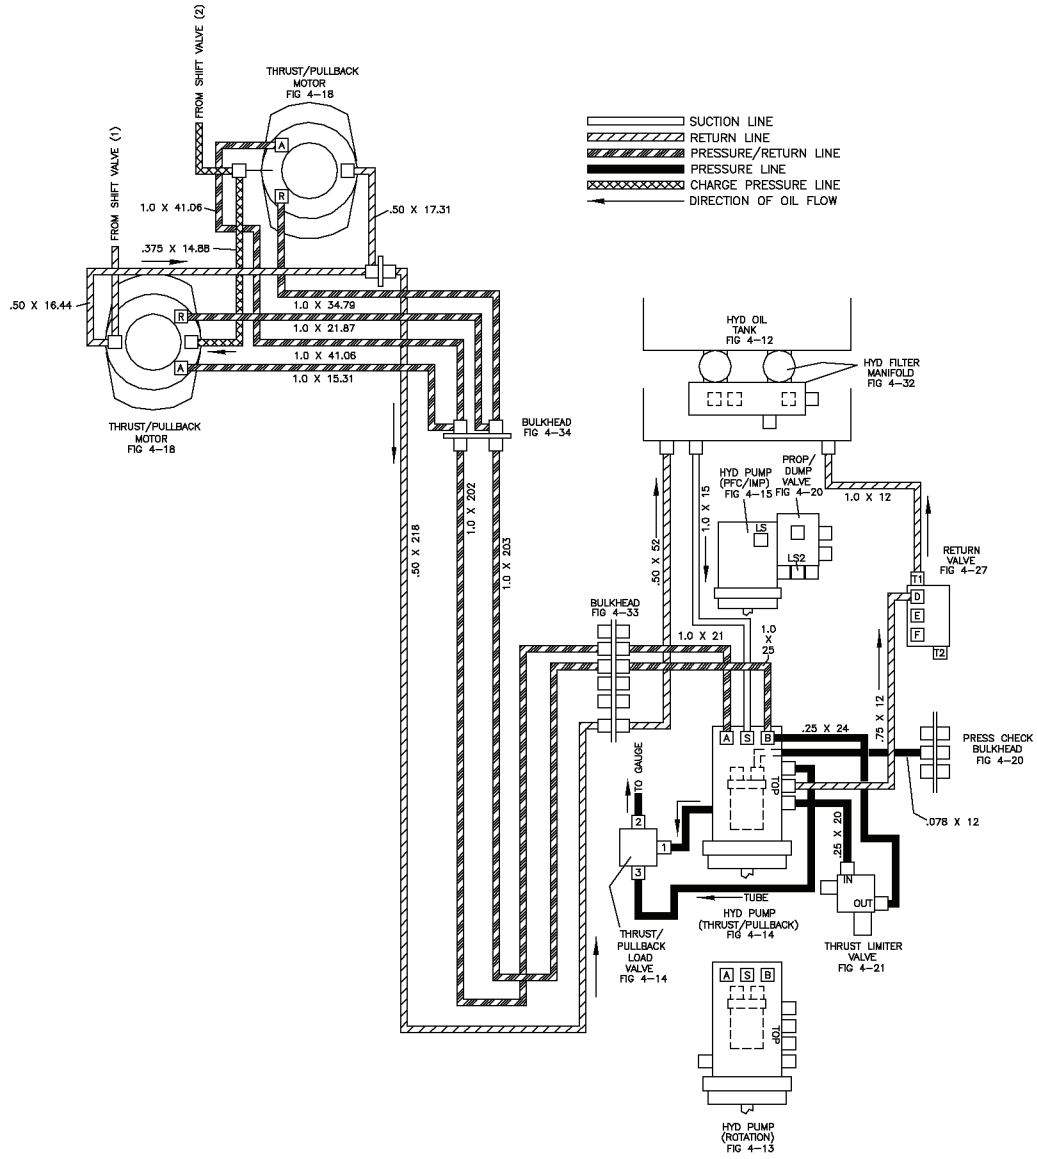 FROM SHIFT VALVE (2)
THRUST/PULLBACK
MOTOR
FIG 4-18
FROM SHIFT VALVE (1)
A
R
SUCTION LINE
RETURN LINE
PRESSURE/RETURN LINE
PRESSURE LINE
CHARGE PRESSURE LINE
DIRECTION OF OIL FLOW
1.0 X 41.06
.50 X 17.31
.375 X 14.88
.50 X 16.44
1.0 X 34.79
R
1.0 X 21.87
1.0 X 41.06
A
1.0 X 15.31
THRUST/PULLBACK
MOTOR
FIG 4-18
BULKHEAD
FIG 4-34
HYD OIL
TANK
FIG 4-12
HYD FILTER
MANIFOLD
FIG 4-32
1.0 X 202
1.0 X 203
.50 X 218
.50 X 52
1.0 X 15
HYD PUMP
(PFC/IMP)
FIG 4-15
PROP/
DUMP
VALVE
FIG 4-20
LS
LS2
1.0 X 12
RETURN
VALVE
FIG 4-27
T1
D
E
F
T2
BULKHEAD
FIG 4-33
1.0 X 21
1.0
X
25
.75 X 12
A
S
B
.25 X 24
TOP
PRESS CHECK
BULKHEAD
FIG 4-20
.078 X 12
TO GAUGE
2
1
3
.25 X 20
IN
OUT
TUBE
HYD PUMP
(THRUST/PULLBACK)
FIG 4-14
THRUST/
PULLBACK
LOAD
VALVE
FIG 4-14
THRUST LIMITER
VALVE
FIG 4-21
A
S
B
TOP
HYD PUMP
(ROTATION)
FIG 4-13